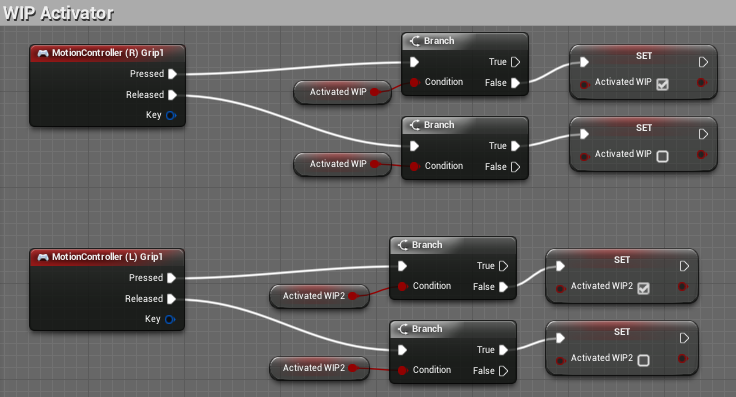 WIP Activator
MotionController (R) Grip1
Pressed
Released
Key
Activated WIP
Branch
True
Condition
False
SET
Activated WIP
Activated WIP
Branch
True
Condition
False
SET
Activated WIP
MotionController (L) Grip1
Pressed
Released
Key
Activated WIP2
Branch
True
Condition
False
SET
Activated WIP2
Activated WIP2
Branch
True
Condition
False
SET
Activated WIP2